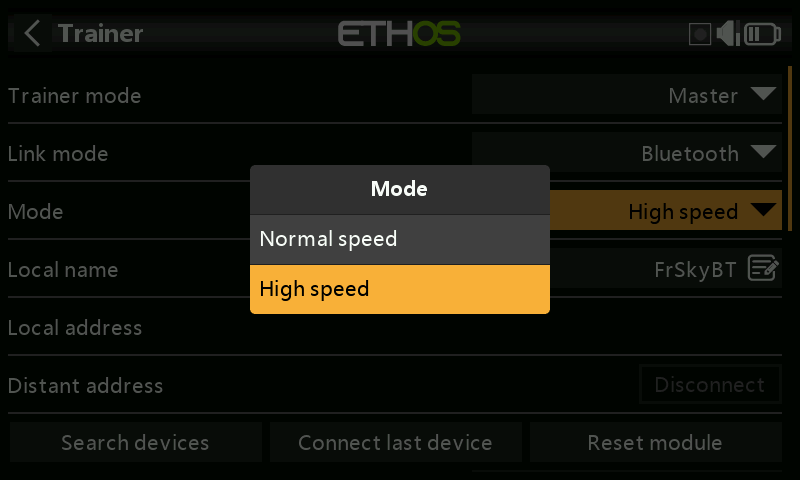 Trainer
ETHOS
Trainer mode
Master
Link mode
Bluetooth
Mode
Mode
High speed
Normal speed
High speed
Local name
FrSkyBT
Local address
Distant address
Disconnect
Search devices
Connect last device
Reset module